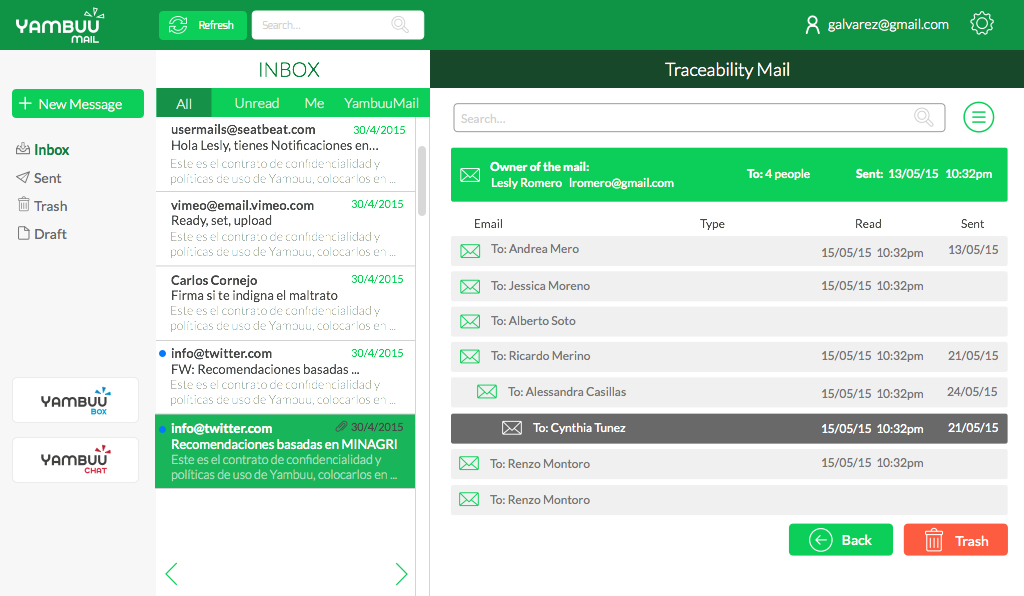 YAMBUU
MAIL
Refresh
Search...
galvarez@gmail.com
New Message
Inbox
Sent
Trash
Draft
YAMBUU
BOX
YAMBUU
CHAT
INBOX
All Unread Me YambuuMail
usermails@seatbeat.com 30/4/2015
Hola Lesly, tienes Notificaciones en...
Este es el contrato de confidencialidad y
políticas de uso de Yambuu, colocarlos en ...
vimeo@email.vimeo.com 30/4/2015
Ready, set, upload
Este es el contrato de confidencialidad y
políticas de uso de Yambuu, colocarlos en ...
Carlos Cornejo 30/4/2015
Firma si te indigna el maltrato
Este es el contrato de confidencialidad y
políticas de uso de Yambuu, colocarlos en ...
info@twitter.com 30/4/2015
FW: Recomendaciones basadas ...
Este es el contrato de confidencialidad y
políticas de uso de Yambuu, colocarlos en ...
info@twitter.com 30/4/2015
Recomendaciones basadas en MINAGRI
Este es el contrato de confidencialidad y
políticas de uso de Yambuu, colocarlos en ...
Traceability Mail
Search...
Owner of the mail:
Lesly Romero lromero@gmail.com To: 4 people Sent: 13/05/15 10:32pm
Email Type Read Sent
To: Andrea Mero 15/05/15 10:32pm 13/05/15
To: Jessica Moreno 15/05/15 10:32pm
To: Alberto Soto
To: Ricardo Merino 15/05/15 10:32pm 21/05/15
To: Alessandra Casillas 15/05/15 10:32pm 24/05/15
To: Cynthia Tunez 15/05/15 10:32pm 21/05/15
To: Renzo Montoro 15/05/15 10:32pm
To: Renzo Montoro
Back
Trash